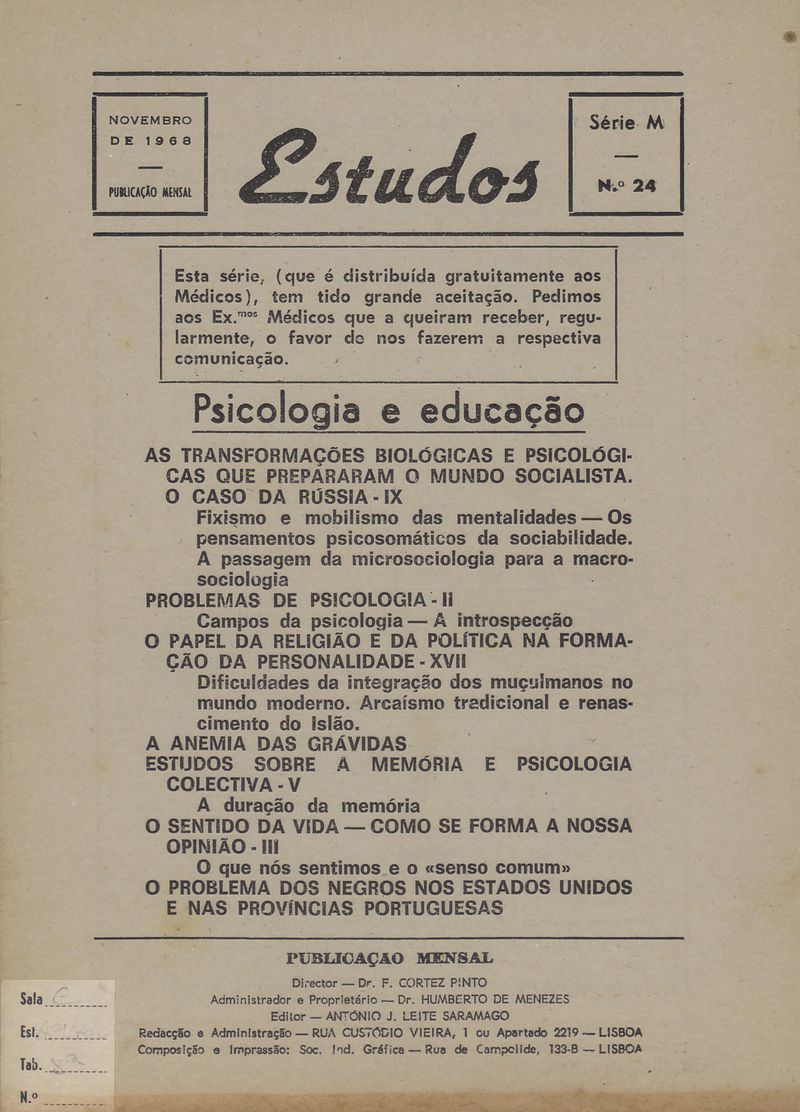 NOVEMBRO
DE 1968
PUBLICAÇÃO MENSAL
Estudos
Série M
N.º 24
Esta série, (que é distribuída gratuitamente aos
Médicos), tem tido grande aceitação. Pedimos
aos Ex.mos Médicos que a queiram receber, regu-
larmente, o favor de nos fazerem a respectiva
comunicação.
Psicologia e educação
AS TRANSFORMAÇÕES BIOLÓGICAS E PSICOLÓGI-
CAS QUE PREPARARAM O MUNDO SOCIALISTA.
O CASO DA RÚSSIA - IX
Fixismo e mobilismo das mentalidades — Os
pensamentos psicosomáticos da sociabilidade.
A passagem da microsociologia para a macro-
sociologia
PROBLEMAS DE PSICOLOGIA - II
Campos da psicologia — A introspecção
O PAPEL DA RELIGIÃO E DA POLÍTICA NA FORMA-
ÇÃO DA PERSONALIDADE - XVII
Dificuldades da integração dos muçulmanos no
mundo moderno. Arcaísmo tradicional e renas-
cimento do Islão.
A ANEMIA DAS GRÁVIDAS
ESTUDOS SOBRE A MEMÓRIA E PSICOLOGIA
COLECTIVA - V
A duração da memória
O SENTIDO DA VIDA — COMO SE FORMA A NOSSA
OPINIÃO - III
O que nós sentimos e o «senso comum»
O PROBLEMA DOS NEGROS NOS ESTADOS UNIDOS
E NAS PROVÍNCIAS PORTUGUESAS
PUBLICAÇAO MENSAL
Director — Dr. F. CORTEZ PINTO
Administrador e Proprietário — Dr. HUMBERTO DE MENEZES
Editor — ANTÓNIO J. LEITE SARAMAGO
Redacção e Administração — RUA CUSTÓDIO VIEIRA, 1 ou Apartado 2219 — LISBOA
Composição e Imprassão: Soc. Ind. Gráfica — Rua de Campolide, 133-B — LISBOA
Sala
Est.
Tab.
N.º